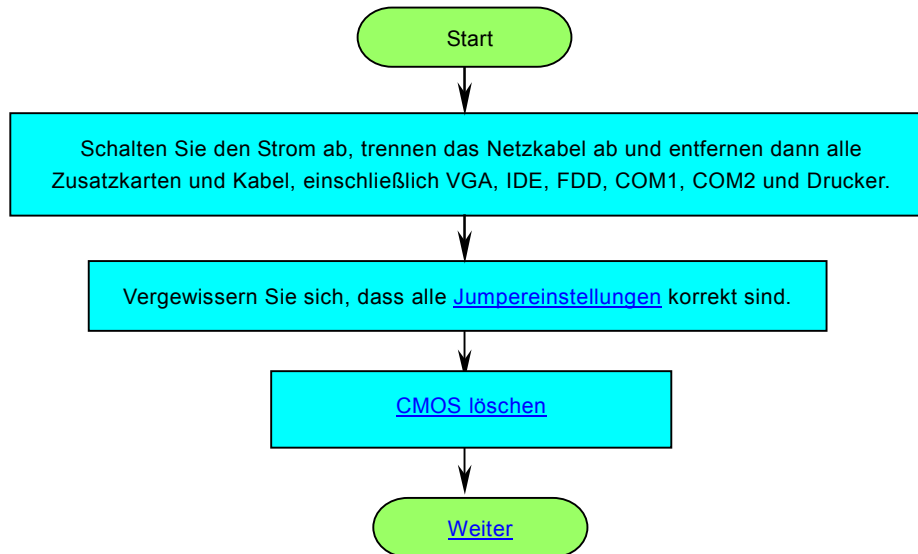 Start
Schalten Sie den Strom ab, trennen das Netzkabel ab und entfernen dann alle
Zusatzkarten und Kabel, einschließlich VGA, IDE, FDD, COM1, COM2 und Drucker.
Vergewissern Sie sich, dass alle Jumpereinstellungen korrekt sind.
CMOS löschen
Weiter